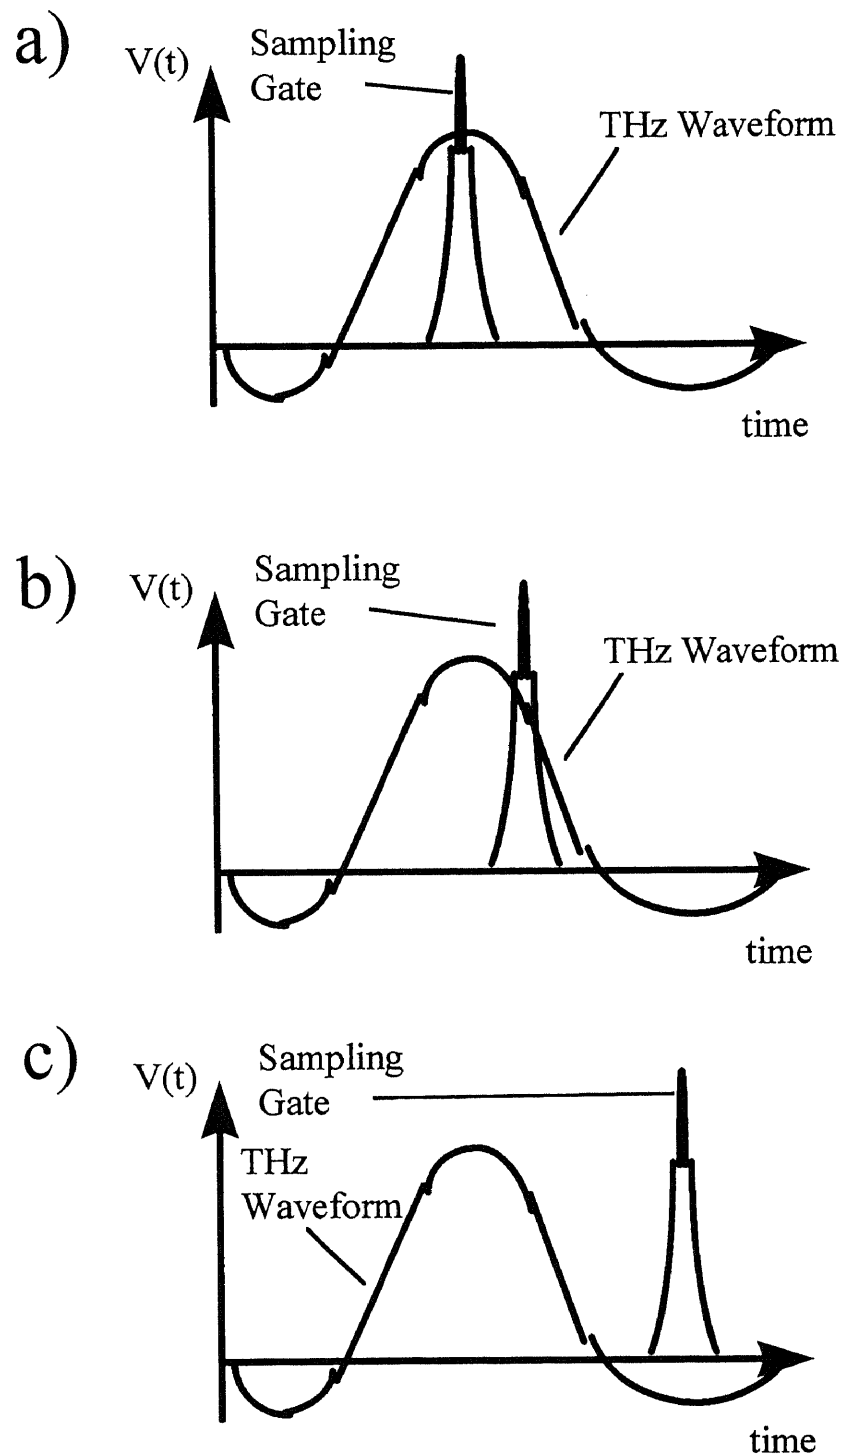 a)
V(t)
Sampling
Gate
THz Waveform
time
b)
V(t)
Sampling
Gate
THz Waveform
time
c)
V(t)
Sampling
Gate
THz
Waveform
time